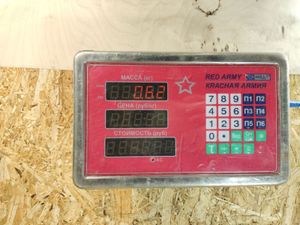 МАССА (кг)
0.62
ЦЕНА (руб/кг)
СТОИМОСТЬ (руб)
RED ARMY
КРАСНАЯ АРМИЯ
7 8 9 П1 П2
4 5 6 П3 П4
1 2 3 П5 П6
0